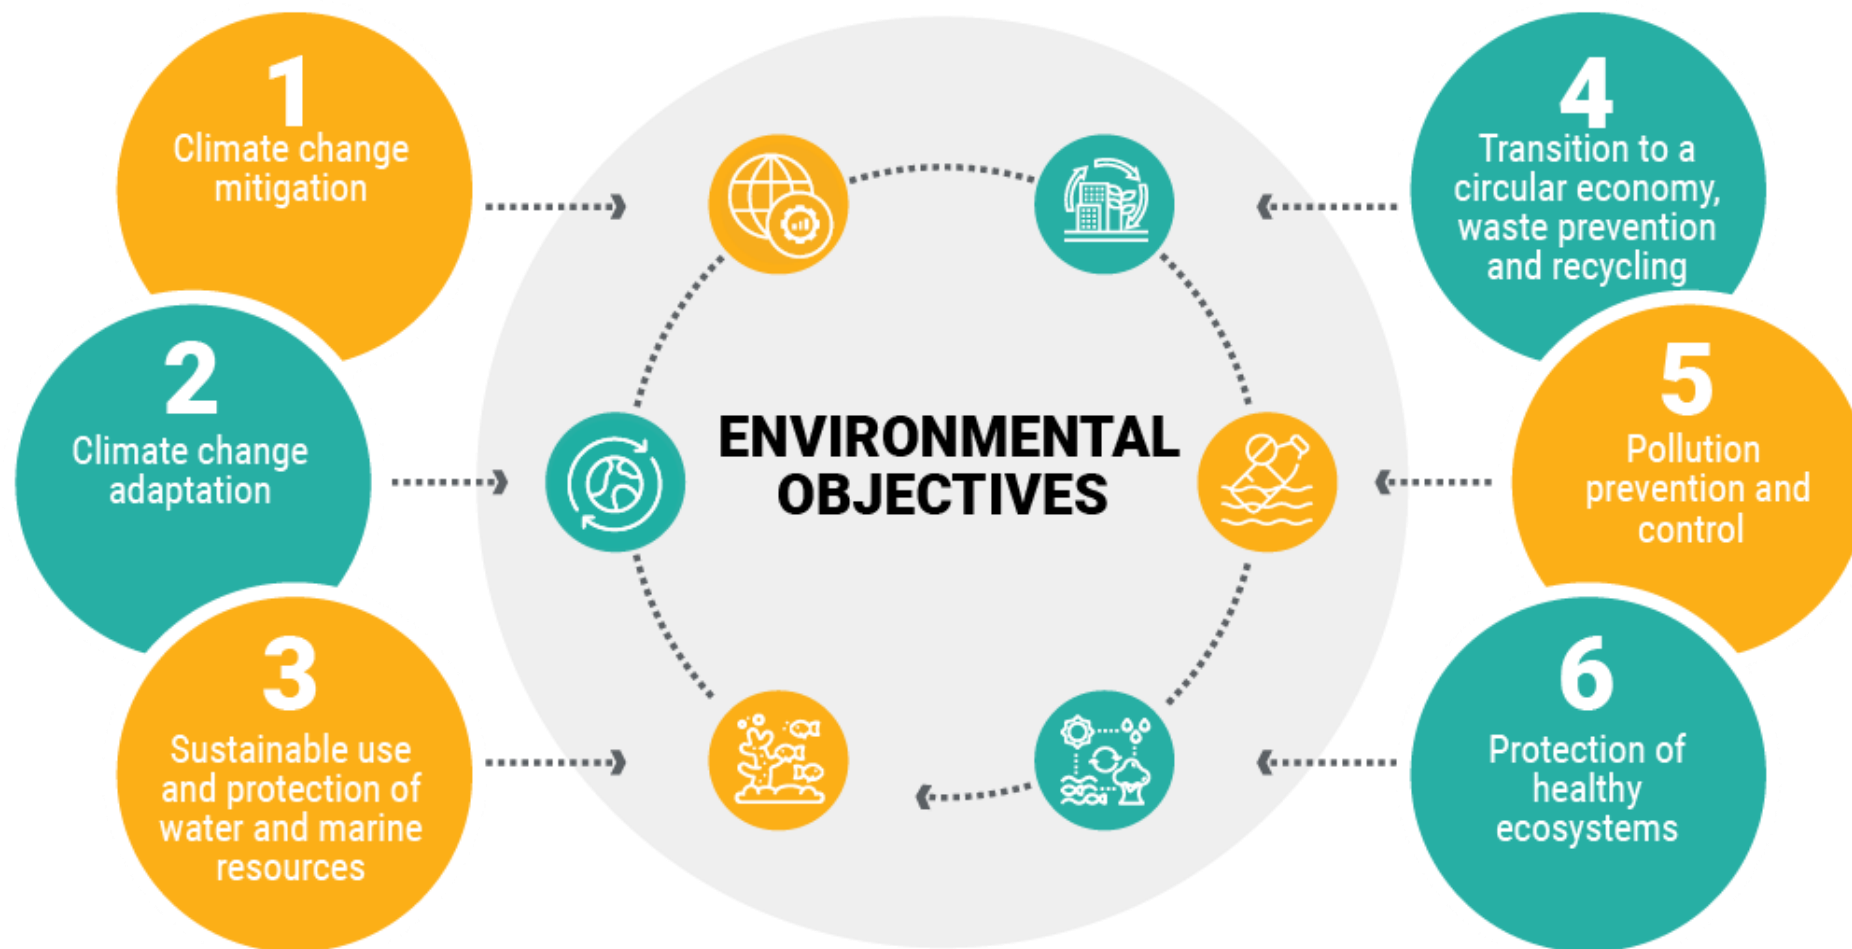 1
Climate change
mitigation
2
Climate change
adaptation
3
Sustainable use
and protection of
water and marine
resources
ENVIRONMENTAL
OBJECTIVES
4
Transition to a
circular economy,
waste prevention
and recycling
5
Pollution
prevention and
control
6
Protection of
healthy
ecosystems